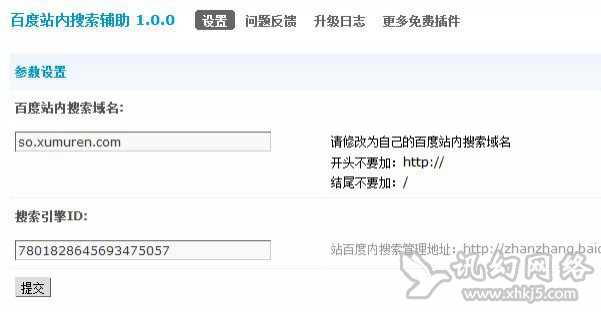 百度站内搜索辅助 1.0.0 设置 问题反馈 升级日志 更多免费插件
参数设置
百度站内搜索域名:
so.xumuren.com
请修改为自己的百度站内搜索域名
开头不要加：http://
结尾不要加：/
搜索引擎ID:
7801828645693475057
站百度内搜索管理地址：http://zhanzhang.baid
提交
讯幻网络
www.xhkj5.com